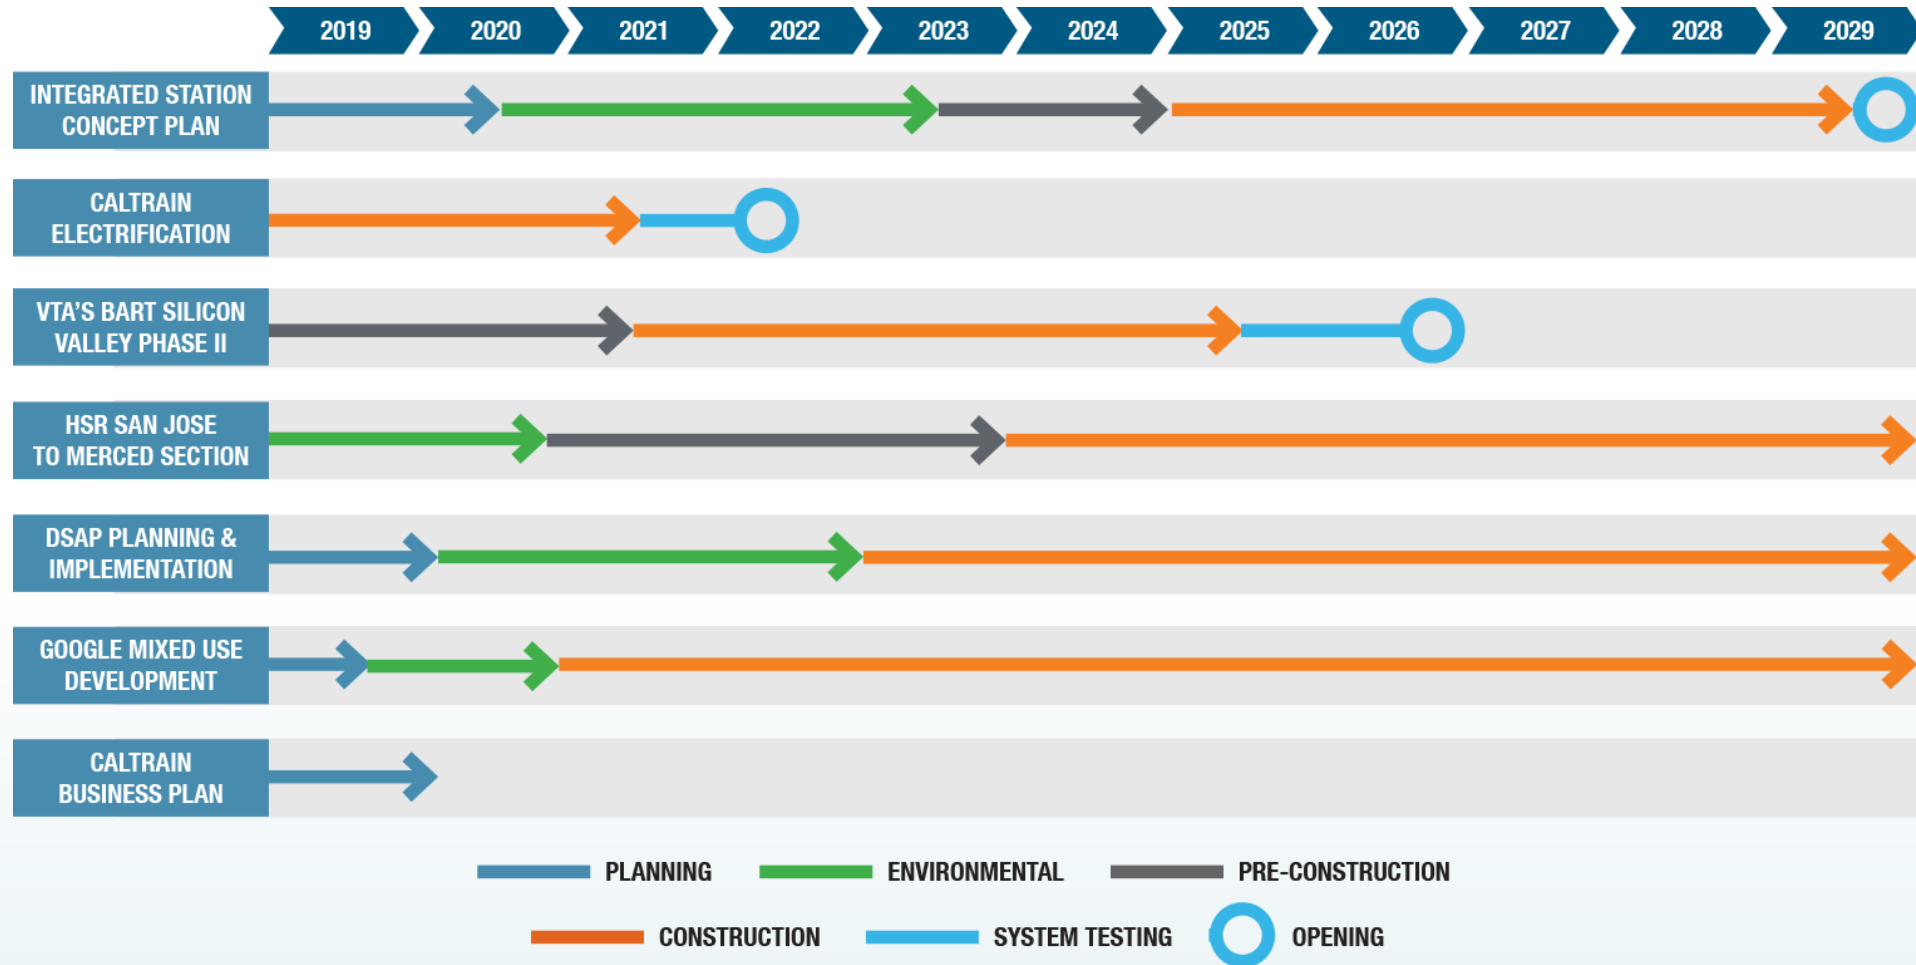 2019 2020 2021 2022 2023 2024 2025 2026 2027 2028 2029
INTEGRATED STATION
CONCEPT PLAN
CALTRAIN
ELECTRIFICATION
VTA'S BART SILICON
VALLEY PHASE II
HSR SAN JOSE
TO MERCED SECTION
DSAP PLANNING &
IMPLEMENTATION
GOOGLE MIXED USE
DEVELOPMENT
CALTRAIN
BUSINESS PLAN
PLANNING ENVIRONMENTAL PRE-CONSTRUCTION
CONSTRUCTION SYSTEM TESTING OPENING